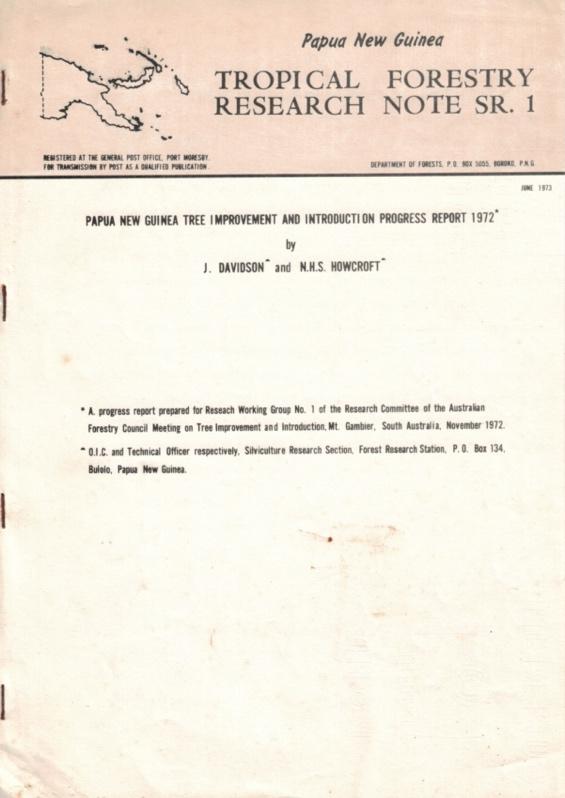 Papua New Guinea
TROPICAL FORESTRY
RESEARCH NOTE SR. 1
REGISTERED AT THE GENERAL POST OFFICE, PORT MORESBY.
FOR TRANSMISSION BY POST AS A QUALIFIED PUBLICATION
DEPARTMENT OF FORESTS, P.O. BOX 5055, BOROKO, P.N.G
JUNE 1973
PAPUA NEW GUINEA TREE IMPROVEMENT AND INTRODUCTION PROGRESS REPORT 1972*
by
J. DAVIDSON^ and N.H.S. HOWCROFT^
* A. progress report prepared for Reseach Working Group No. 1 of the Research Committee of the Australian
Forestry Council Meeting on Tree Improvement and Introduction, Mt. Gambier, South Australia, November 1972.
^ O.I.C. and Technical Officer respectively, Silviculture Research Section, Forest Research Station, P.O. Box 134,
Bulolo, Papua New Guinea.